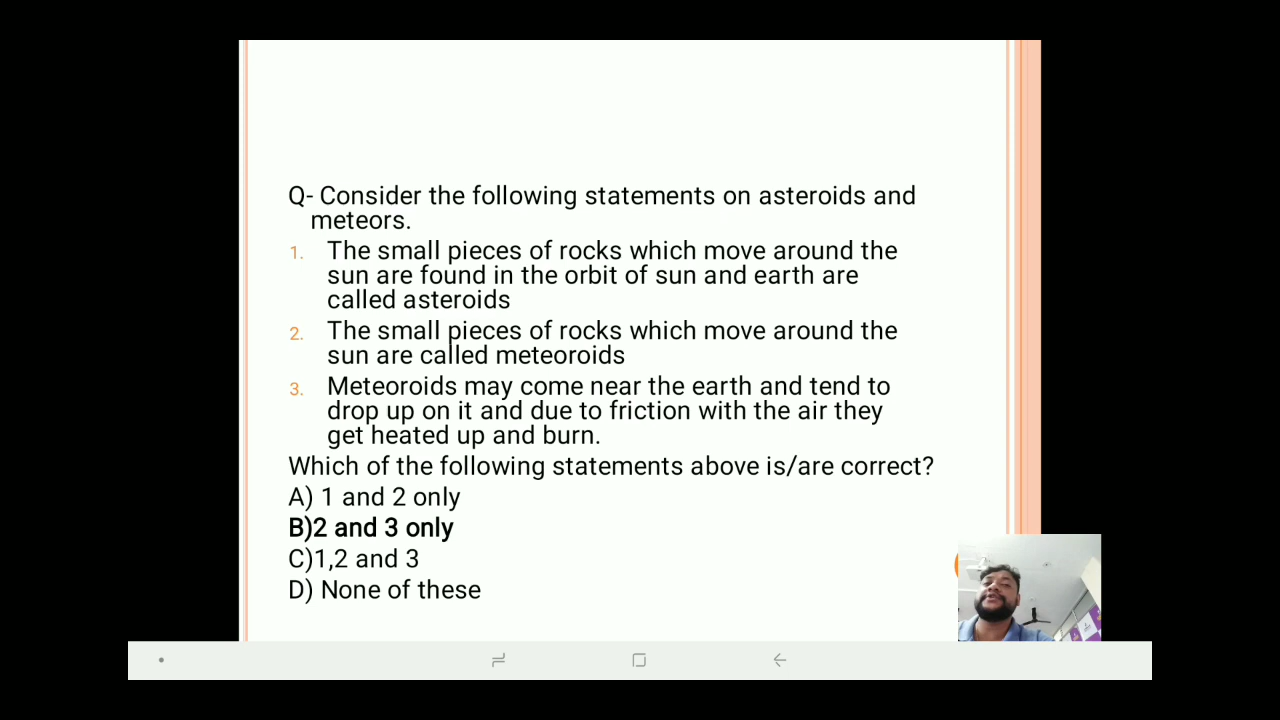 Q- Consider the following statements on asteroids and
meteors.
1. The small pieces of rocks which move around the
sun are found in the orbit of sun and earth are
called asteroids
2. The small pieces of rocks which move around the
sun are called meteoroids
3. Meteoroids may come near the earth and tend to
drop up on it and due to friction with the air they
get heated up and burn.
Which of the following statements above is/are correct?
A) 1 and 2 only
B)2 and 3 only
C)1,2 and 3
D) None of these